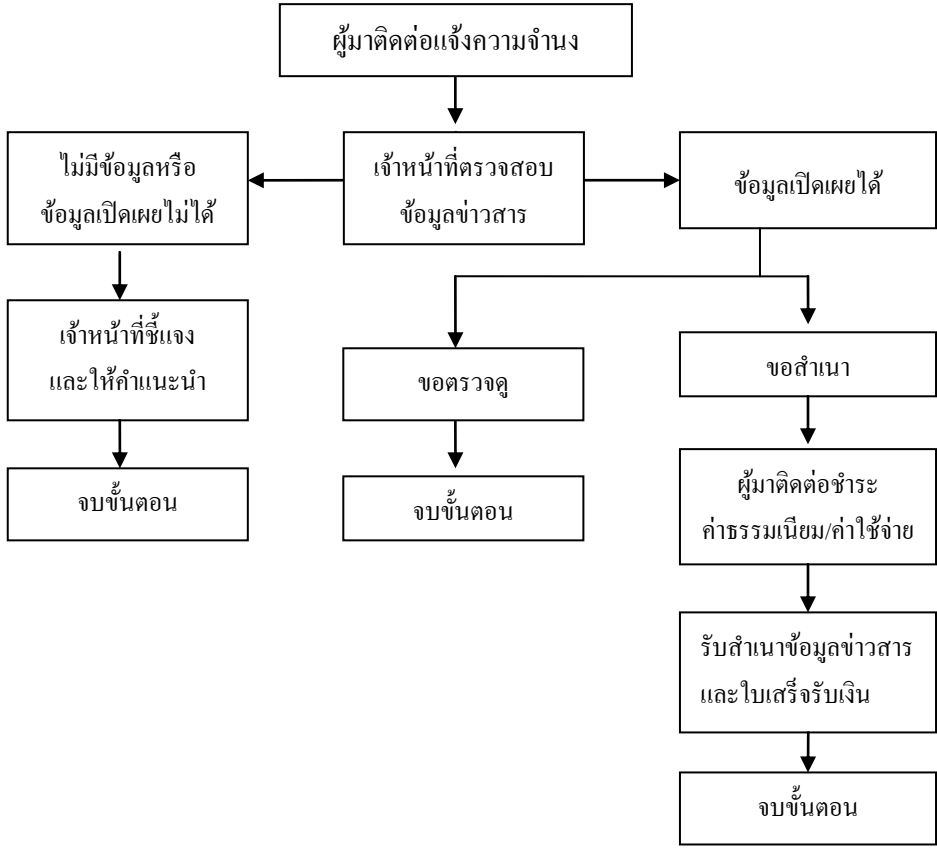 ผู้มาติดต่อแจ้งความจำนง
ไม่มีข้อมูลหรือ
ข้อมูลเปิดเผยไม่ได้
เจ้าหน้าที่ตรวจสอบ
ข้อมูลข่าวสาร
ข้อมูลเปิดเผยได้
เจ้าหน้าที่ชี้แจง
และให้คำแนะนำ
ขอตรวจดู
ขอสำเนา
จบขั้นตอน
จบขั้นตอน
ผู้มาติดต่อชำระ
ค่าธรรมเนียม/ค่าใช้จ่าย
รับสำเนาข้อมูลข่าวสาร
และใบเสร็จรับเงิน
จบขั้นตอน